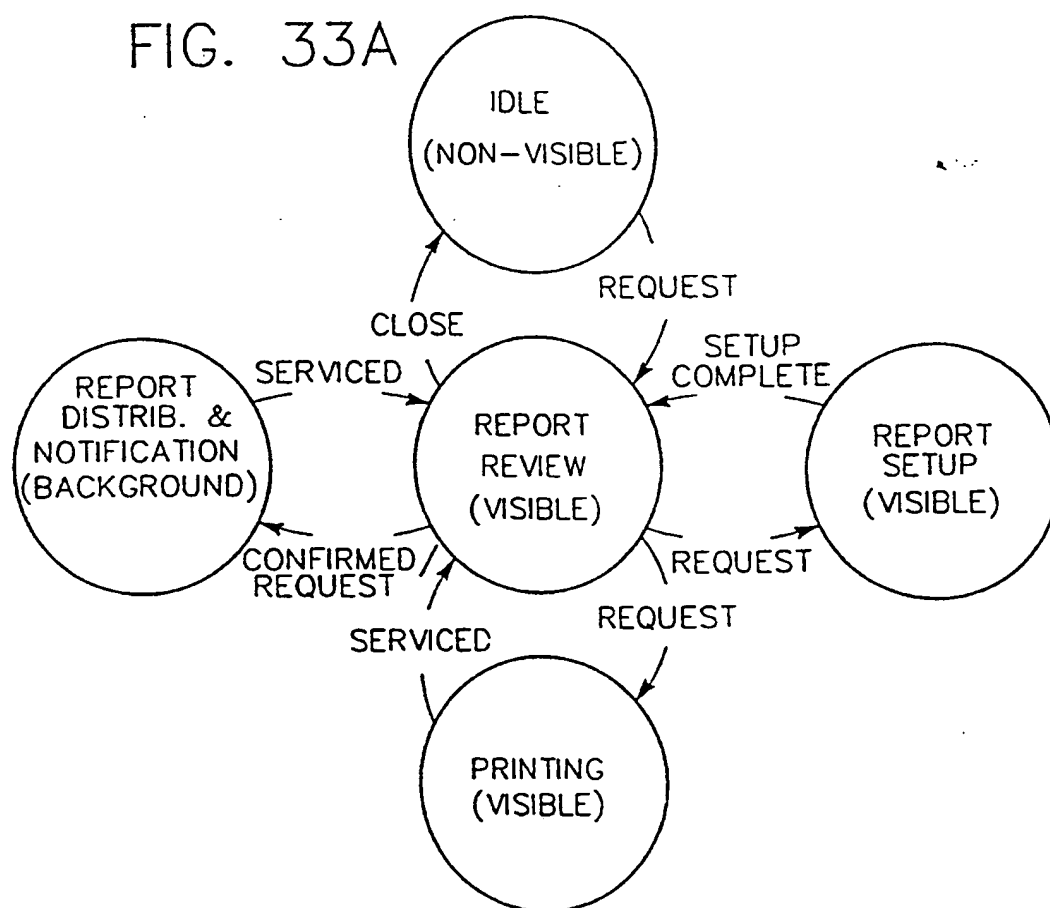 FIG. 33A
IDLE
(NON-VISIBLE)
REQUEST
CLOSE
SETUP
COMPLETE
SERVICED
REPORT
DISTRIB. &
NOTIFICATION
(BACKGROUND)
REPORT
REVIEW
(VISIBLE)
REPORT
SETUP
(VISIBLE)
CONFIRMED
REQUEST
REQUEST
SERVICED
REQUEST
PRINTING
(VISIBLE)